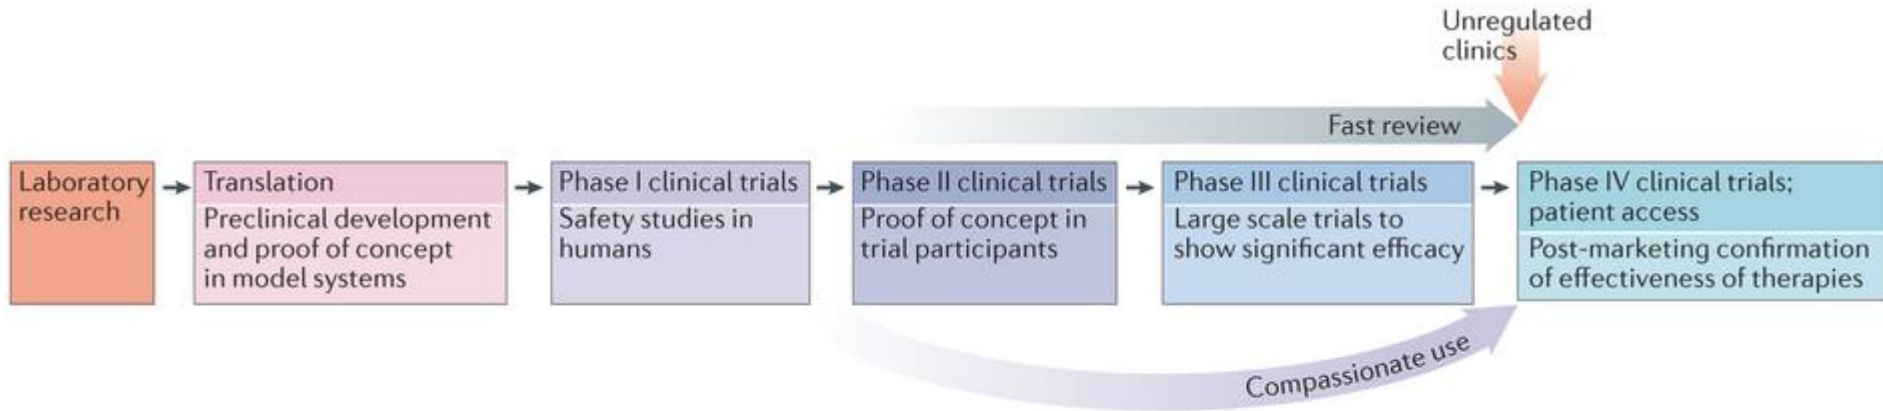 Unregulated
clinics
Fast review
Laboratory
research
Translation
Preclinical development
and proof of concept
in model systems
Phase I clinical trials
Safety studies in
humans
Phase II clinical trials
Proof of concept in
trial participants
Phase III clinical trials
Large scale trials to
show significant efficacy
Phase IV clinical trials;
patient access
Post-marketing confirmation
of effectiveness of therapies
Compassionate use